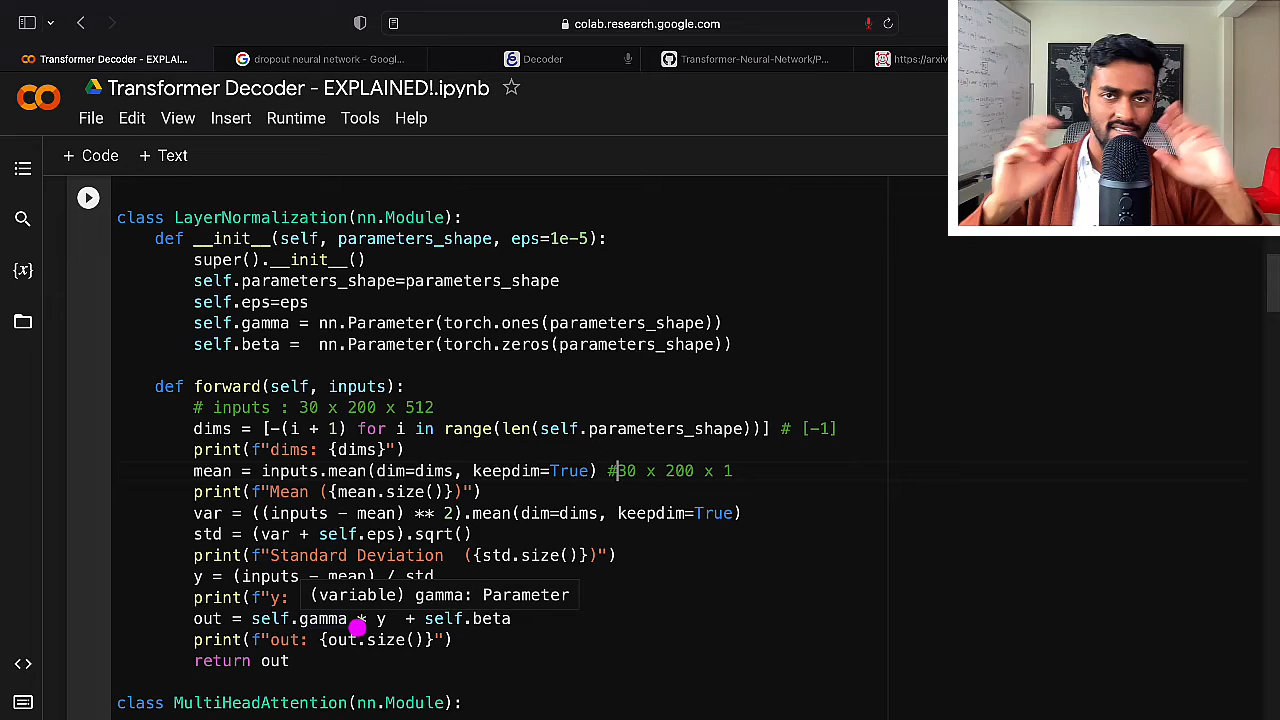 colab.research.google.com
Transformer Decoder - EXPLAI...
dropout neural network - Googl...
Decoder
Transformer-Neural-Network/P...
https://arxiv
Transformer Decoder - EXPLAINED!.ipynb
File Edit View Insert Runtime Tools Help
+ Code + Text
class LayerNormalization(nn.Module):
def __init__(self, parameters_shape, eps=1e-5):
super().__init__()
self.parameters_shape=parameters_shape
self.eps=eps
self.gamma = nn.Parameter(torch.ones(parameters_shape))
self.beta =  nn.Parameter(torch.zeros(parameters_shape))
def forward(self, inputs):
# inputs : 30 x 200 x 512
dims = [-(i + 1) for i in range(len(self.parameters_shape))] # [-1]
print(f"dims: {dims}")
mean = inputs.mean(dim=dims, keepdim=True) #30 x 200 x 1
print(f"Mean ({mean.size()})")
var = ((inputs - mean) ** 2).mean(dim=dims, keepdim=True)
std = (var + self.eps).sqrt()
print(f"Standard Deviation  ({std.size()})")
y = (inputs - mean) / std
print(f"y:
(variable) gamma: Parameter
out = self.gamma * y  + self.beta
print(f"out: {out.size()}")
return out
class MultiHeadAttention(nn.Module):